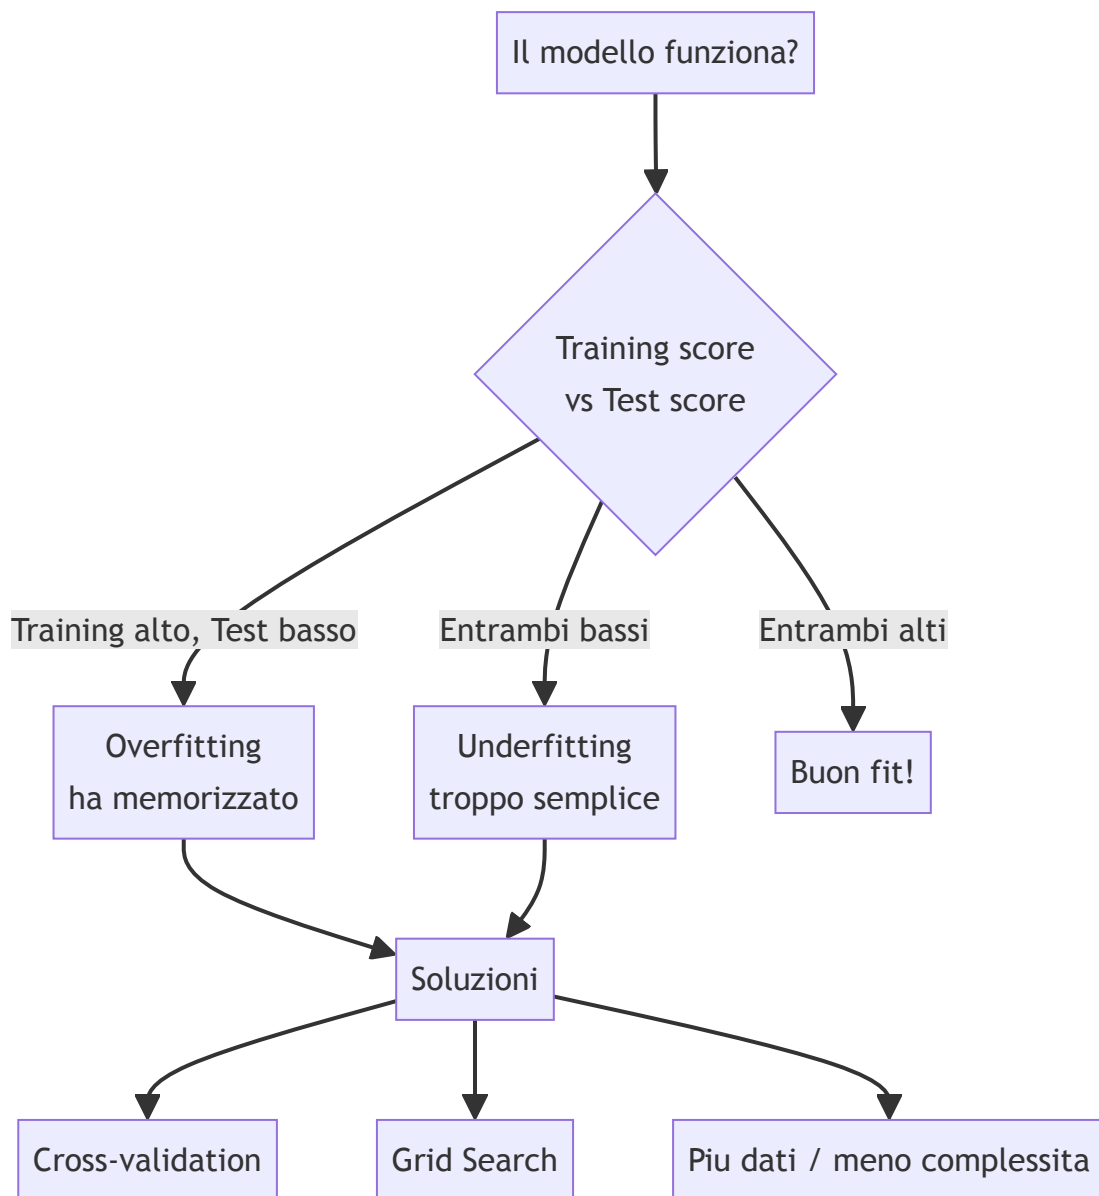 Il modello funziona?
Training score
vs Test score
Training alto, Test basso
Entrambi bassi
Entrambi alti
Overfitting
ha memorizzato
Underfitting
troppo semplice
Buon fit!
Soluzioni
Cross-validation
Grid Search
Piu dati / meno complessita